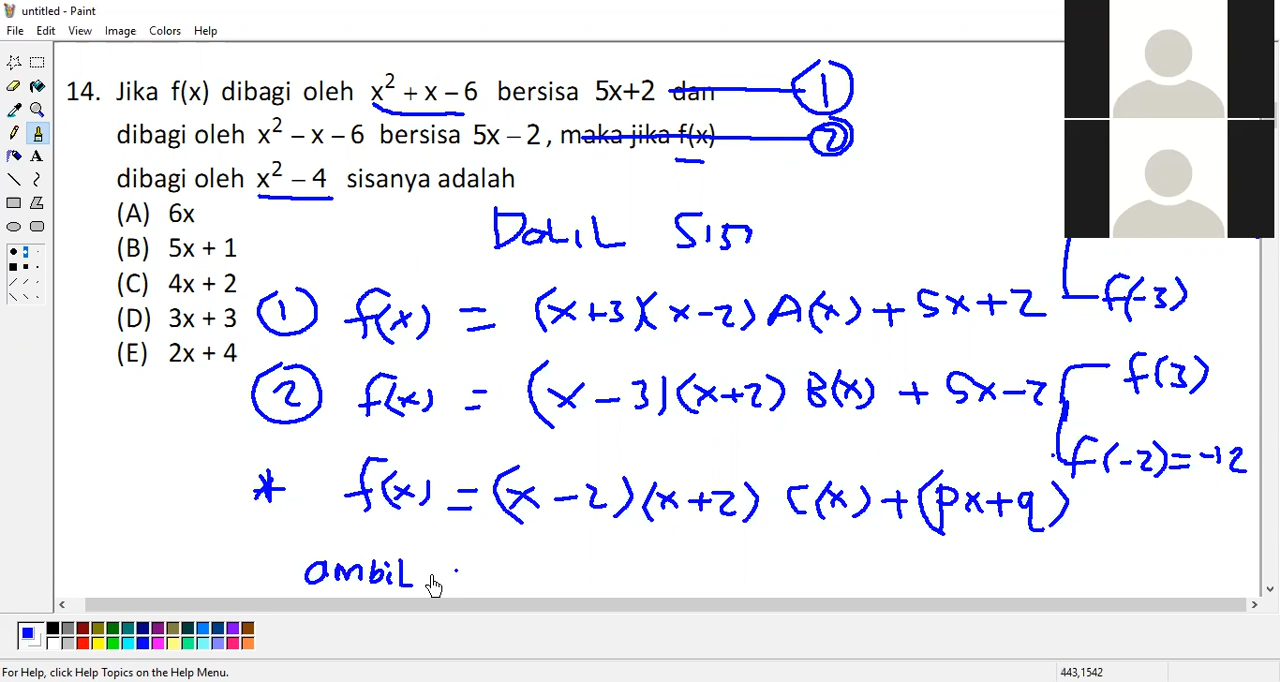 untitled - Paint
File Edit View Image Colors Help
14. Jika f(x) dibagi oleh x² + x – 6 bersisa 5x+2 dan
1
dibagi oleh x² – x – 6 bersisa 5x – 2 , maka jika f(x)
2
dibagi oleh x² – 4 sisanya adalah
(A) 6x
(B) 5x + 1
(C) 4x + 2
(D) 3x + 3
(E) 2x + 4
DaLiL Sisa
1 f(x) = (x+3)(x-2) A(x) + 5x+2
f(-3)
2 f(x) = (x-3)(x+2) B(x) + 5x-2
f(3)
f(-2)=-12
* f(x) = (x-2)(x+2) C(x) + (px+q)
ambiL
For Help, click Help Topics on the Help Menu.
443,1542